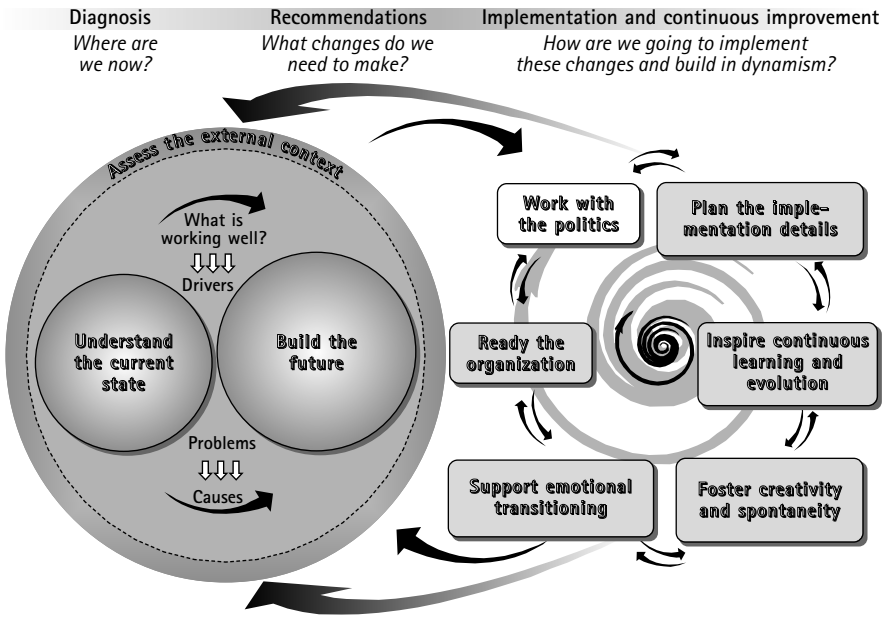 Diagnosis
Where are
we now?
Recommendations
What changes do we
need to make?
Implementation and continuous improvement
How are we going to implement
these changes and build in dynamism?
Assess the external context
What is
working well?
Drivers
Understand
the current
state
Build the
future
Problems
Causes
Work with
the politics
Plan the imple-
mentation details
Ready the
organization
Inspire continuous
learning and
evolution
Support emotional
transitioning
Foster creativity
and spontaneity